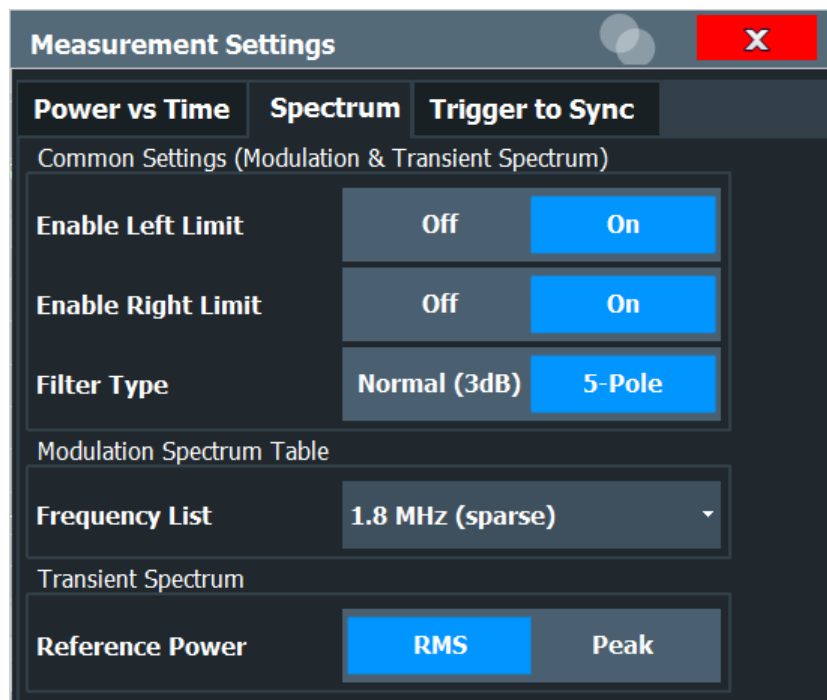 Measurement Settings X
Power vs Time Spectrum Trigger to Sync
Common Settings (Modulation & Transient Spectrum)
Enable Left Limit Off On
Enable Right Limit Off On
Filter Type Normal (3dB) 5-Pole
Modulation Spectrum Table
Frequency List 1.8 MHz (sparse)
Transient Spectrum
Reference Power RMS Peak